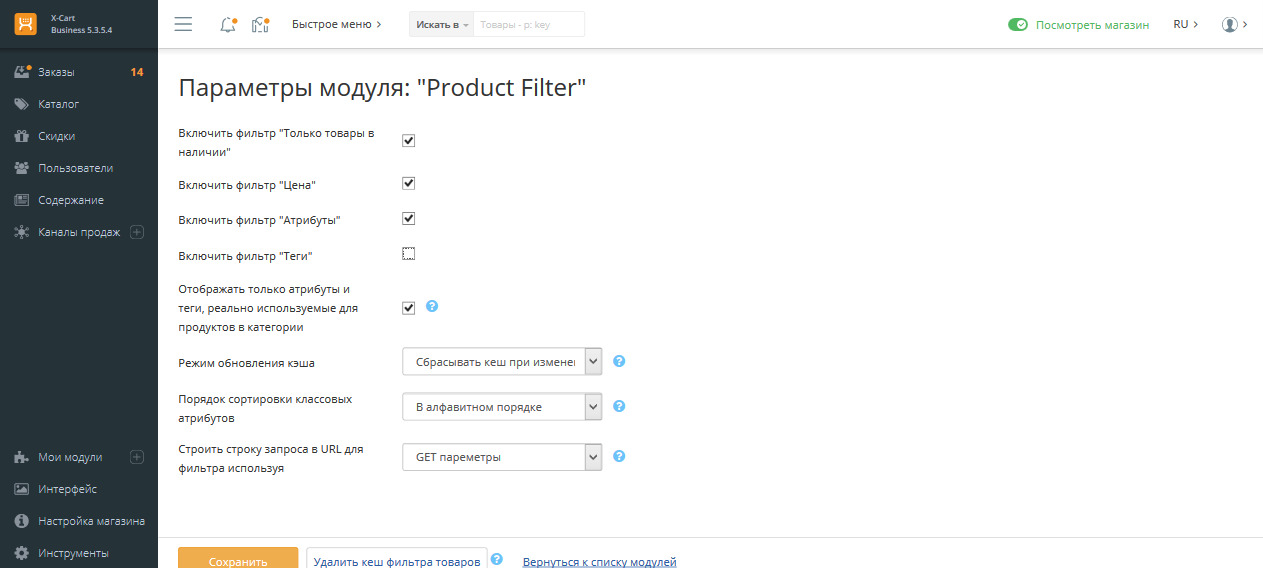 X-Cart
Business 5.3.5.4
Быстрое меню
Искать в
Товары - p: key
Посмотреть магазин
RU
Заказы
14
Каталог
Скидки
Пользователи
Содержание
Каналы продаж
Мои модули
Интерфейс
Настройка магазина
Инструменты
Параметры модуля: "Product Filter"
Включить фильтр "Только товары в
наличии"
Включить фильтр "Цена"
Включить фильтр "Атрибуты"
Включить фильтр "Теги"
Отображать только атрибуты и
теги, реально используемые для
продуктов в категории
Режим обновления кэша
Сбрасывать кеш при изменен
Порядок сортировки классовых
атрибутов
В алфавитном порядке
Строить строку запроса в URL для
фильтра используя
GET пареметры
Сохранить
Удалить кеш фильтра товаров
Вернуться к списку модулей